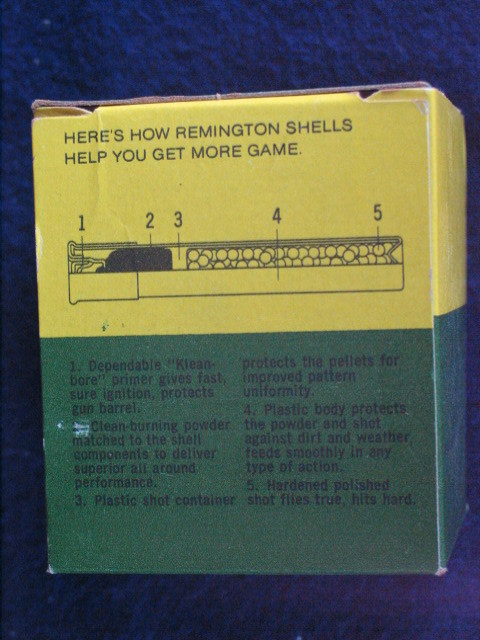 HERE'S HOW REMINGTON SHELLS
HELP YOU GET MORE GAME.
1 2 3 4 5
1. Dependable "Klean-
bore" primer gives fast,
sure ignition, protects
gun barrel.
Clean-burning powder
matched to the shell
components to deliver
superior all around
performance.
3. Plastic shot container
protects the pellets for
improved pattern
uniformity.
4. Plastic body protects
the powder and shot
against dirt and weather,
feeds smoothly in any
type of action.
5. Hardened polished
shot flies true, hits hard.